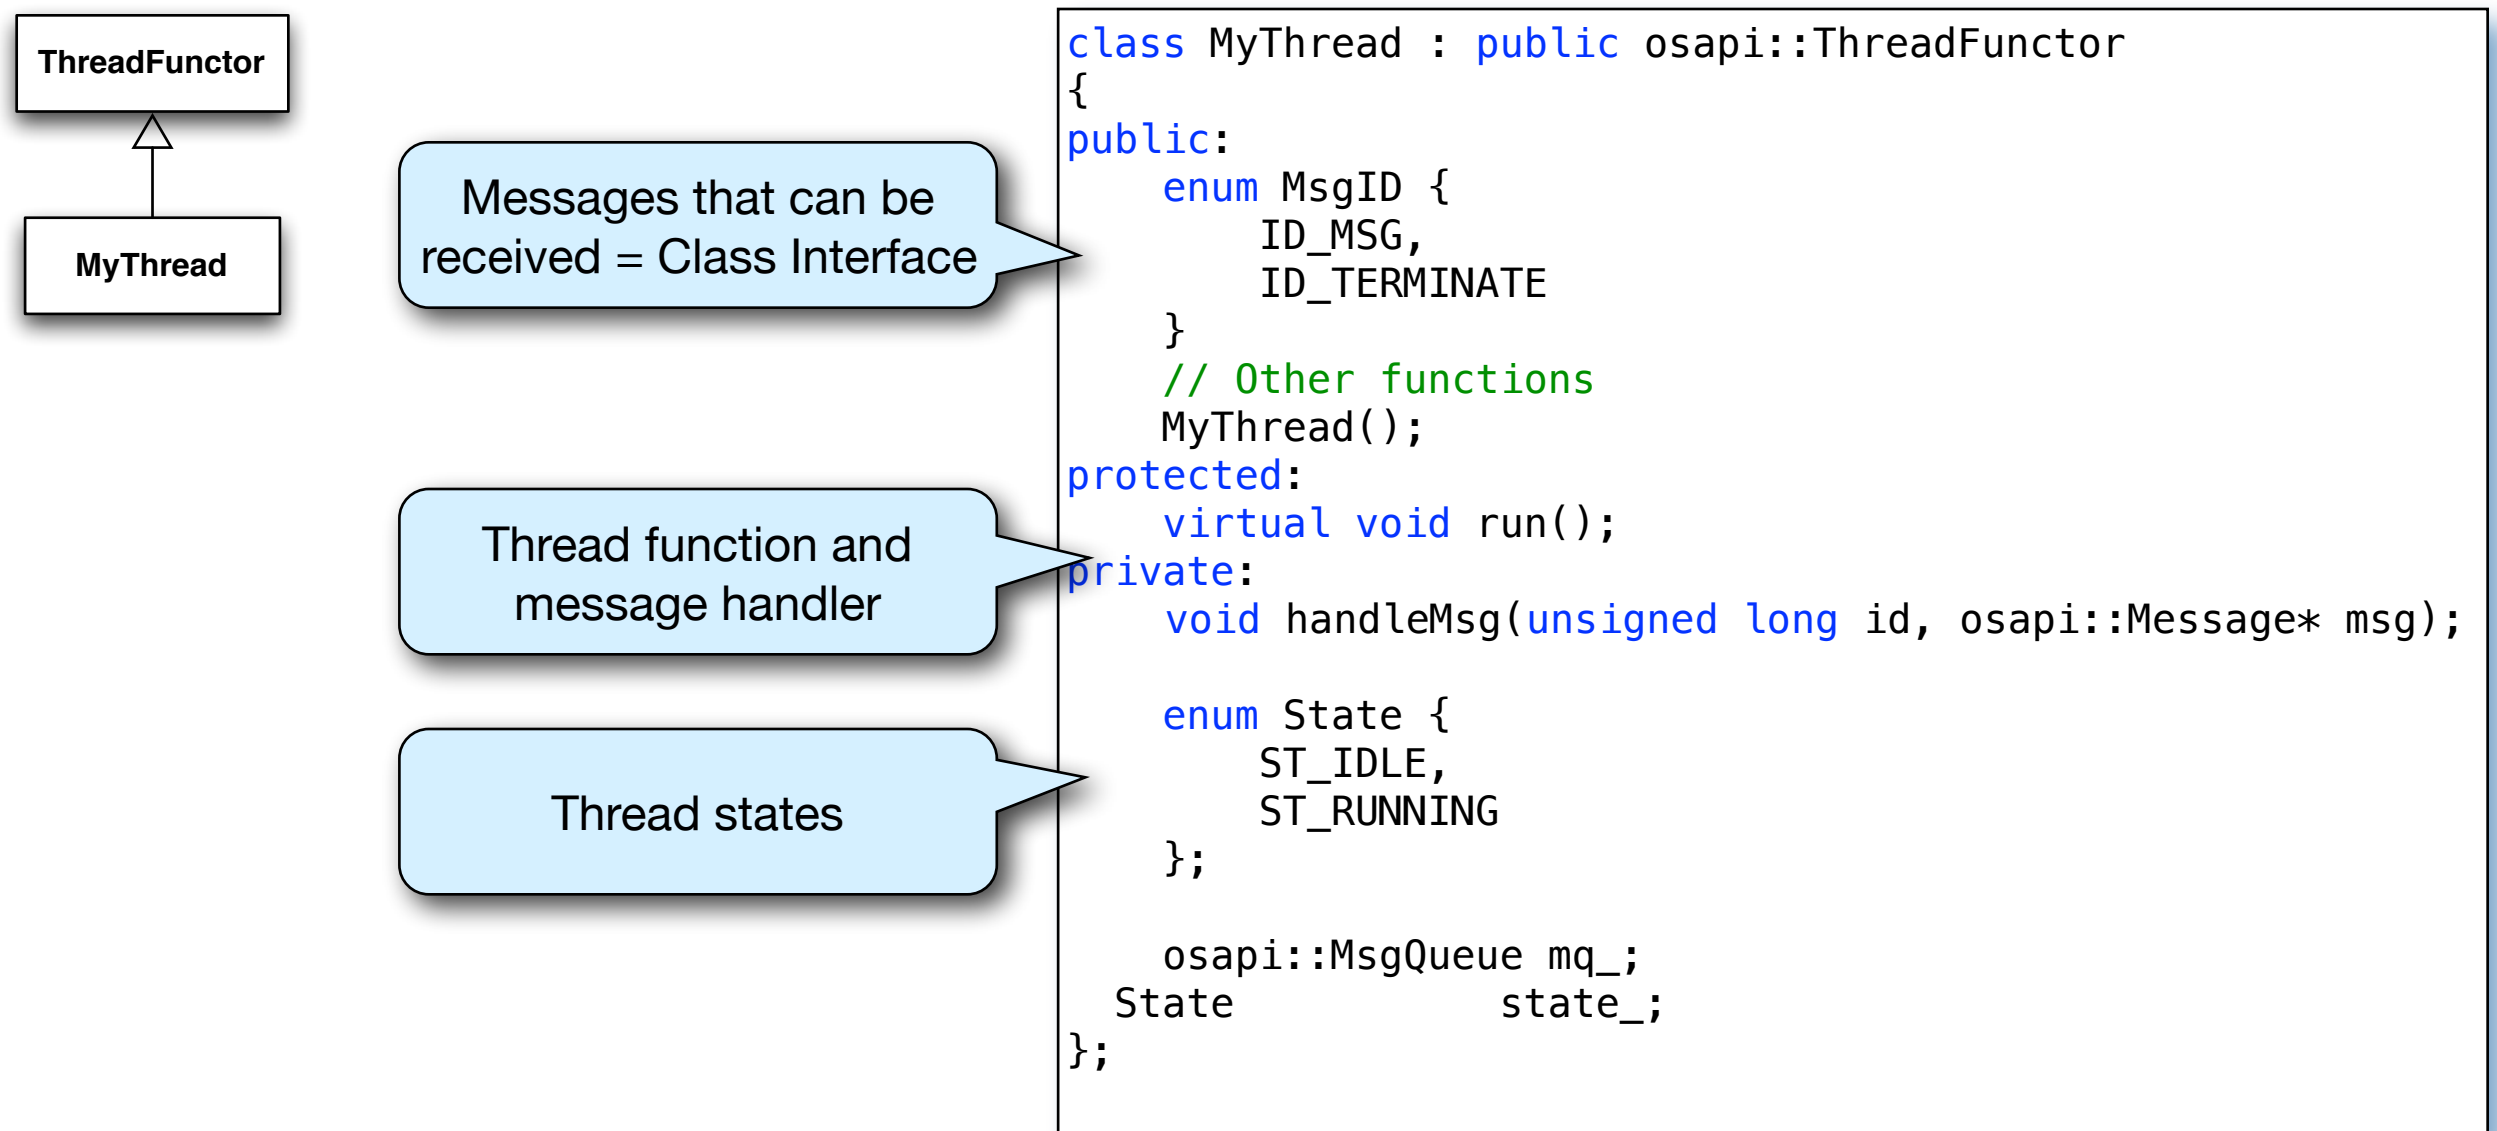 ThreadFunctor
MyThread
Messages that can be
received = Class Interface
Thread function and
message handler
Thread states
class MyThread : public osapi::ThreadFunctor
{
public:
    enum MsgID {
        ID_MSG,
        ID_TERMINATE
    }
    // Other functions
    MyThread();
protected:
    virtual void run();
private:
    void handleMsg(unsigned long id, osapi::Message* msg);

    enum State {
        ST_IDLE,
        ST_RUNNING
    };

    osapi::MsgQueue mq_;
  State           state_;
};